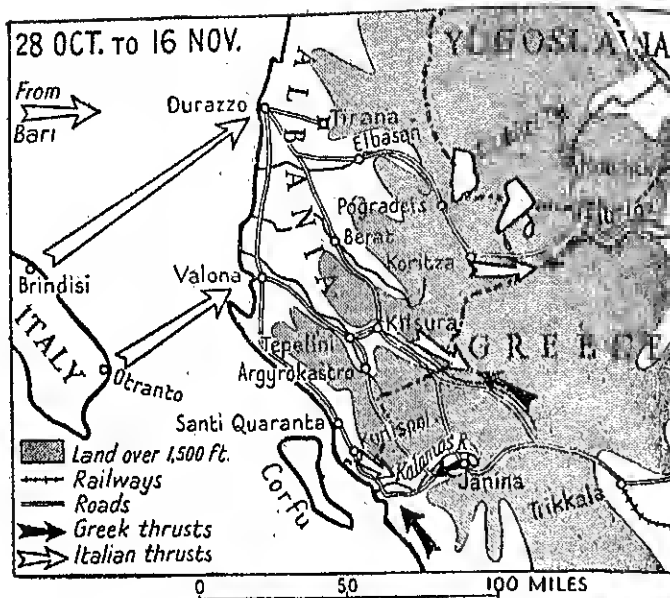 28 OCT. TO 16 NOV.
YUGOSLAVIA
From
Bari
Durazzo
ALBANIA
Tirana
Elbasan
Pogradets
Berat
Koritza
Brindisi
Valona
ITALY
Klisura
GREECE
Tepelini
Otranto
Argyrokastro
Santi Quaranta
Konispol
Kalamas R.
Janina
Corfu
Trikkala
Land over 1,500 ft.
Railways
Roads
Greek thrusts
Italian thrusts
0 50 100 MILES